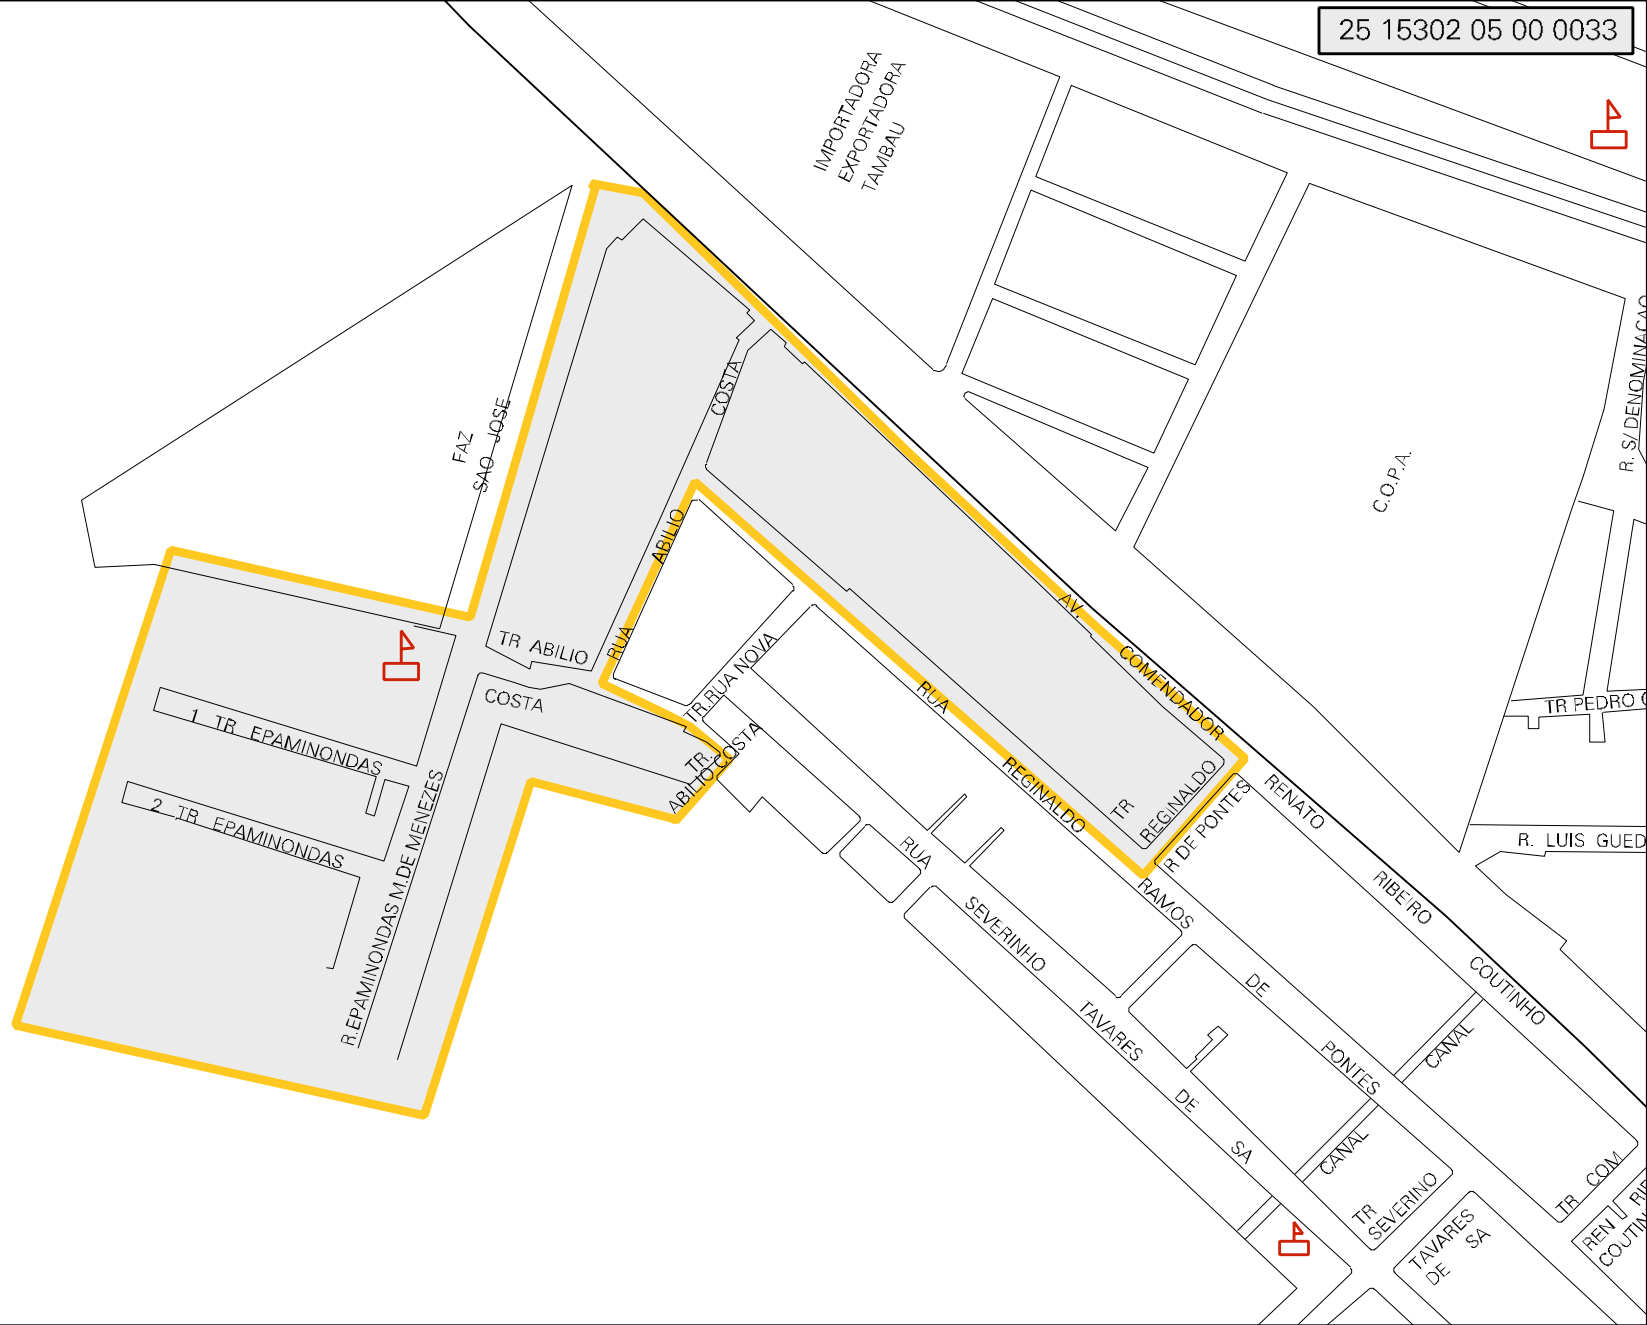 25 15302 05 00 0033
IMPORTADORA
EXPORTADORA
TAMBAU
R. S/ DENOMINACAO
C.O.P.A.
FAZ
SAO JOSE
COSTA
ABILIO
RUA
TR ABILIO
COSTA
TR. RUA NOVA
TR.
ABILIO COSTA
1 TR EPAMINONDAS
2 TR EPAMINONDAS
R.EPAMINONDAS M.DE MENEZES
AV.
COMENDADOR
RENATO
RIBEIRO
COUTINHO
RUA
REGINALDO
RAMOS
DE
PONTES
TR
REGINALDO
R DE PONTES
TR PEDRO
R. LUIS GUED
RUA
SEVERINHO
TAVARES
DE
SA
CANAL
CANAL
TR
SEVERINO
TAVARES
DE SA
TR COM
REN RI
COUTIN